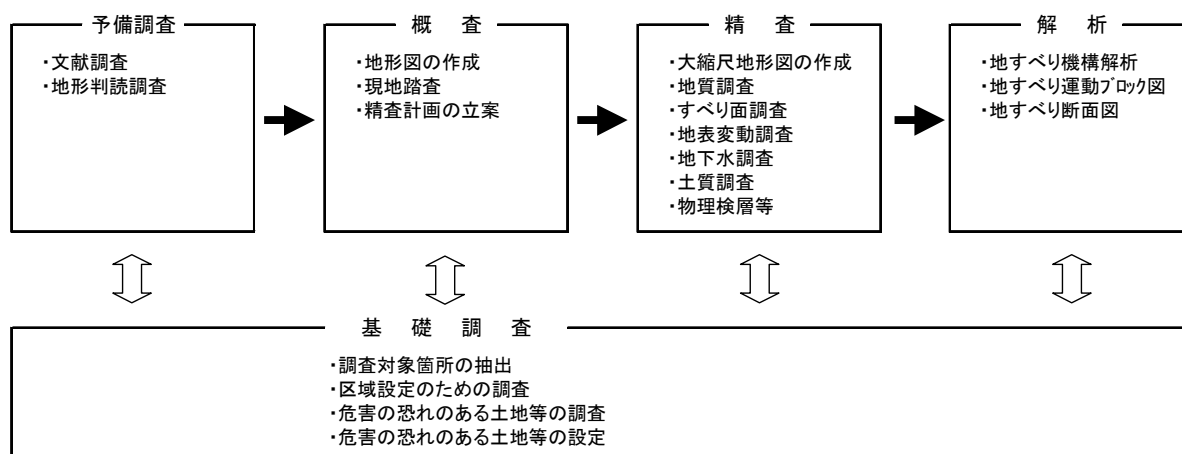 予備調査
・文献調査
・地形判読調査
概　査
・地形図の作成
・現地踏査
・精査計画の立案
精　査
・大縮尺地形図の作成
・地質調査
・すべり面調査
・地表変動調査
・地下水調査
・土質調査
・物理検層等
解　析
・地すべり機構解析
・地すべり運動ブロック図
・地すべり断面図
基　礎　調　査
・調査対象箇所の抽出
・区域設定のための調査
・危害の恐れのある土地等の調査
・危害の恐れのある土地等の設定